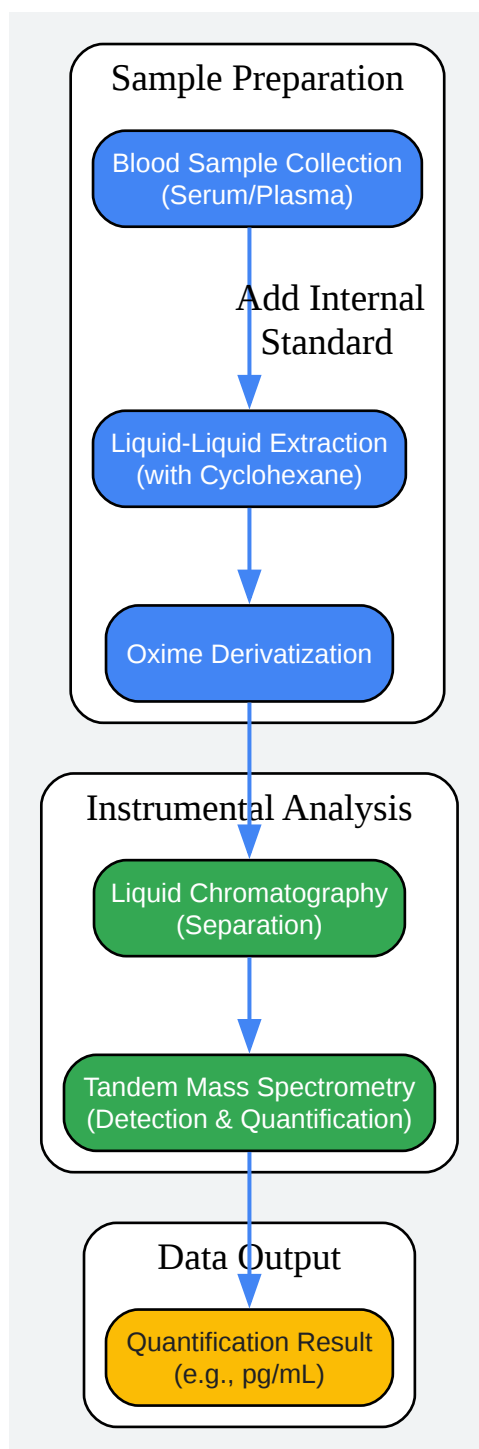 Sample Preparation
Blood Sample Collection
(Serum/Plasma)
Add Internal
Standard
Liquid-Liquid Extraction
(with Cyclohexane)
Oxime Derivatization
Instrumental Analysis
Liquid Chromatography
(Separation)
Tandem Mass Spectrometry
(Detection & Quantification)
Data Output
Quantification Result
(e.g., pg/mL)